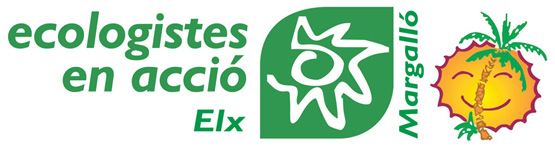 ecologistes
en acció
Elx
Margalló